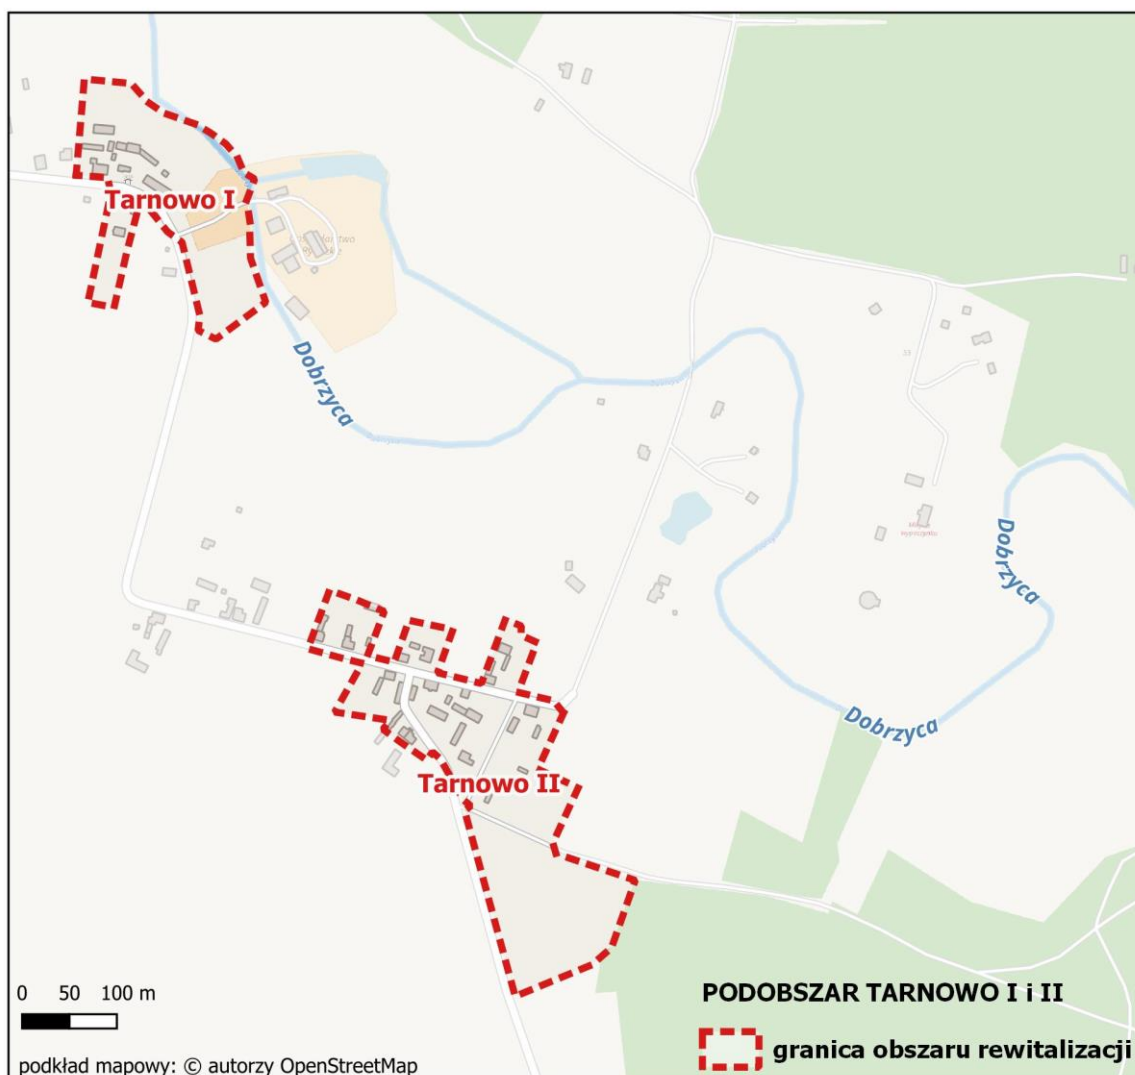 Tarnowo I
Dobrzyca
Dobrzyca
Dobrzyca
Tarnowo II
0 50 100 m
PODOBSZAR TARNOWO I i II
granica obszaru rewitalizacji
podkład mapowy: © autorzy OpenStreetMap